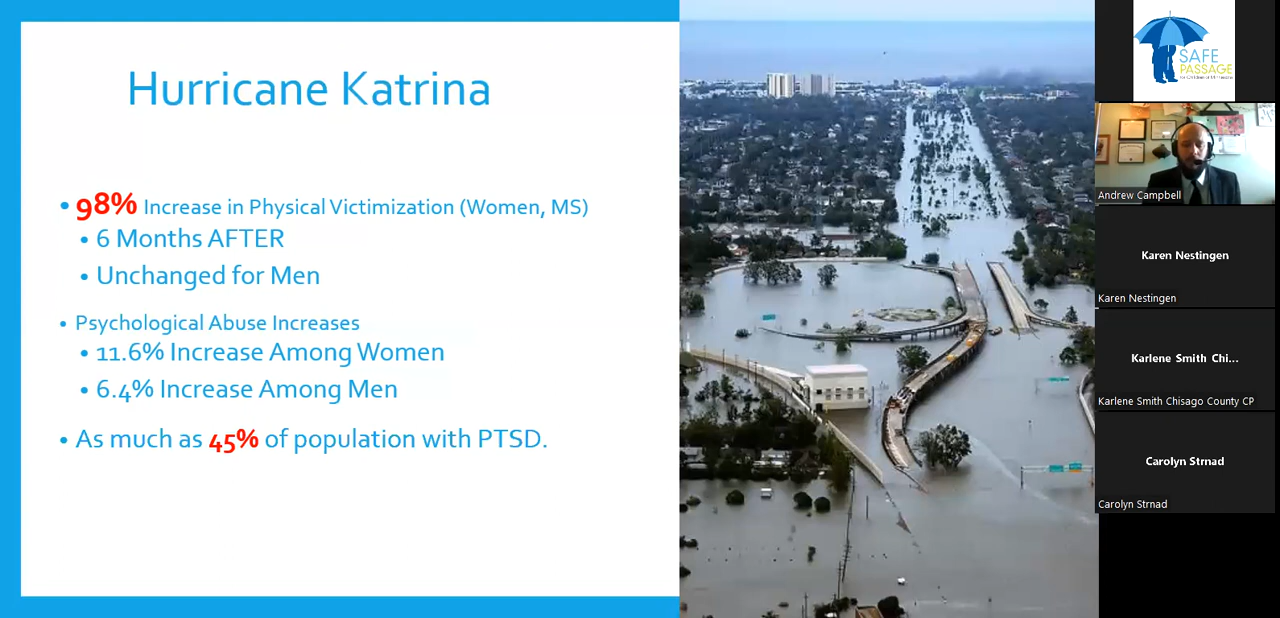 Hurricane Katrina
• 98% Increase in Physical Victimization (Women, MS)
• 6 Months AFTER
• Unchanged for Men
• Psychological Abuse Increases
• 11.6% Increase Among Women
• 6.4% Increase Among Men
• As much as 45% of population with PTSD.
SAFE
PASSAGE
Andrew Campbell
Karen Nestingen
Karen Nestingen
Karlene Smith Chi...
Karlene Smith Chisago County CP
Carolyn Strnad
Carolyn Strnad